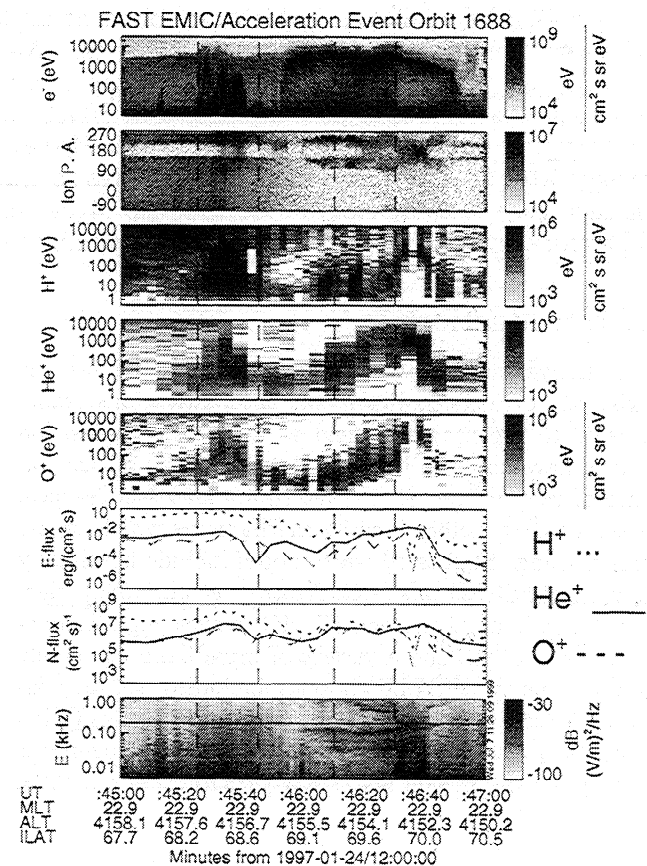 FAST EMIC/Acceleration Event Orbit 1688
e⁻ (eV)
10000
1000
100
10
10⁹
10⁴
eV
cm² s sr eV
Ion P. A.
270
180
90
0
-90
10⁷
10⁴
H⁺ (eV)
10000
1000
100
10
1
10⁶
10³
eV
cm² s sr eV
He⁺ (eV)
10000
1000
100
10
1
10⁶
10³
O⁺ (eV)
10000
1000
100
10
1
10⁶
10³
eV
cm² s sr eV
E-flux
erg/(cm² s)
10⁰
10⁻²
10⁻⁴
10⁻⁶
H⁺ ...
He⁺ ___
O⁺ - - -
N-flux
(cm² s)⁻¹
10⁹
10⁷
10⁵
10³
E (kHz)
1.00
0.10
0.01
-30
-100
dB
(V/m)²/Hz
UT :45:00 :45:20 :45:40 :46:00 :46:20 :46:40 :47:00
MLT 22.9 22.9 22.9 22.9 22.9 22.9 22.9
ALT 4158.1 4157.6 4156.7 4155.5 4154.1 4152.3 4150.2
ILAT 67.7 68.2 68.6 69.1 69.6 70.0 70.5
Minutes from 1997-01-24/12:00:00